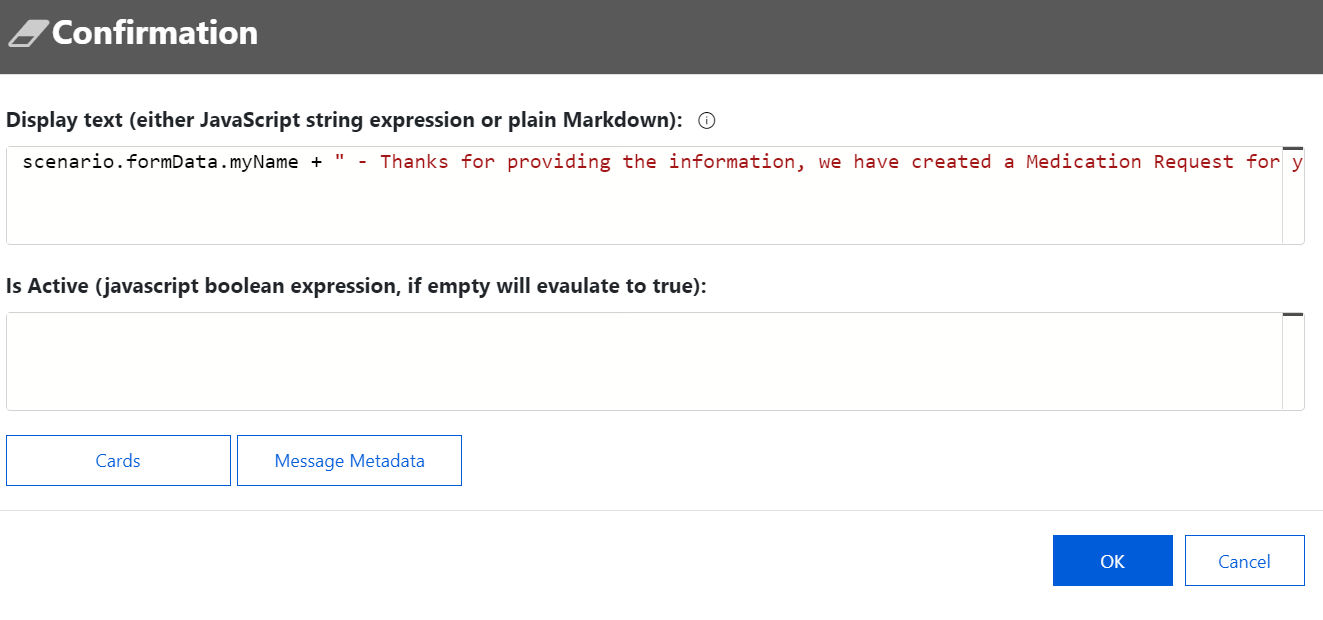 Confirmation
Display text (either JavaScript string expression or plain Markdown):
scenario.formData.myName + " - Thanks for providing the information, we have created a Medication Request for y
Is Active (javascript boolean expression, if empty will evaulate to true):
Cards
Message Metadata
OK
Cancel